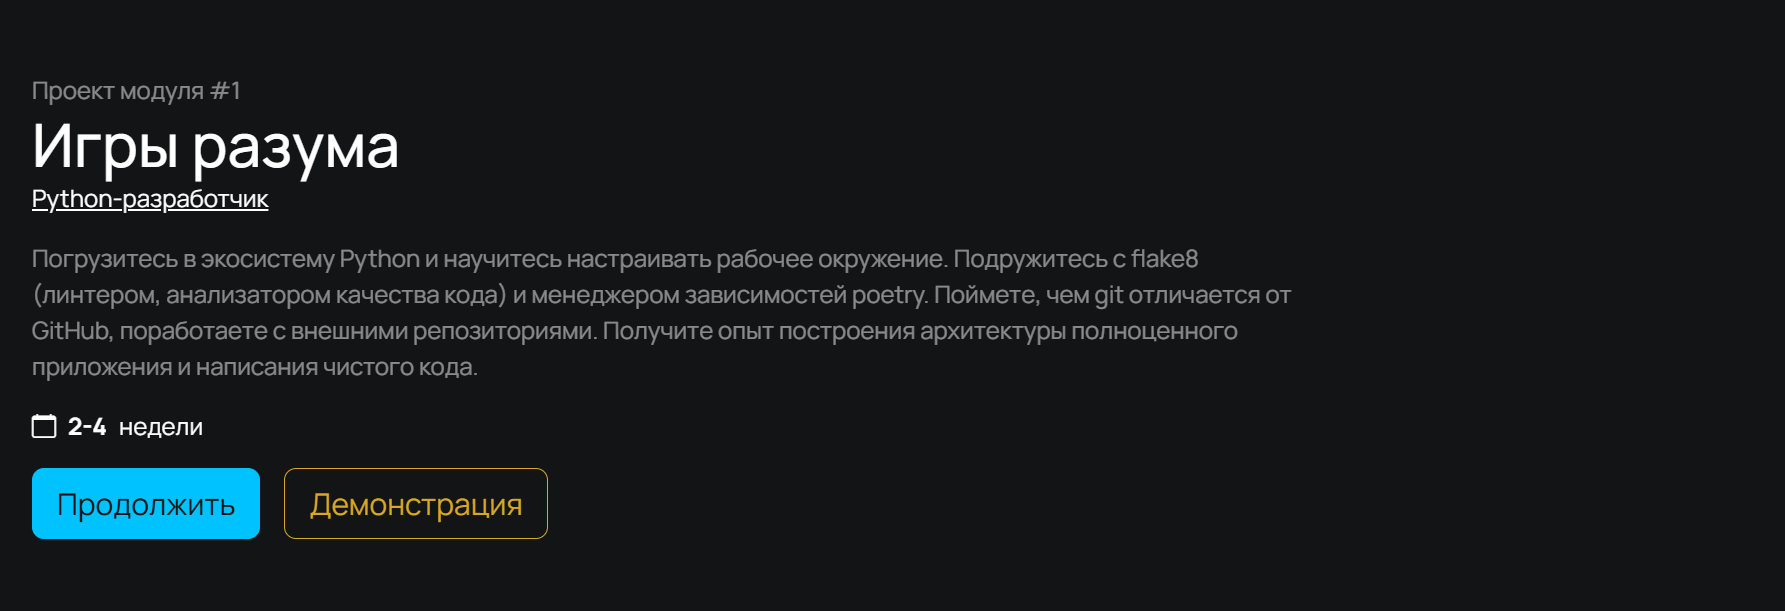 Проект модуля #1
Игры разума
Python-разработчик
Погрузитесь в экосистему Python и научитесь настраивать рабочее окружение. Подружитесь с flake8
(линтером, анализатором качества кода) и менеджером зависимостей poetry. Поймете, чем git отличается от
GitHub, поработаете с внешними репозиториями. Получите опыт построения архитектуры полноценного
приложения и написания чистого кода.
2-4 недели
Продолжить Демонстрация